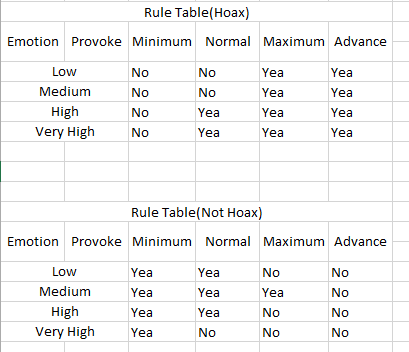 Rule Table(Hoax)
Emotion Provoke Minimum Normal Maximum Advance
Low No No Yea Yea
Medium No No Yea Yea
High No Yea Yea Yea
Very High No Yea Yea Yea
Rule Table(Not Hoax)
Emotion Provoke Minimum Normal Maximum Advance
Low Yea Yea No No
Medium Yea Yea Yea No
High Yea Yea No No
Very High Yea No No No